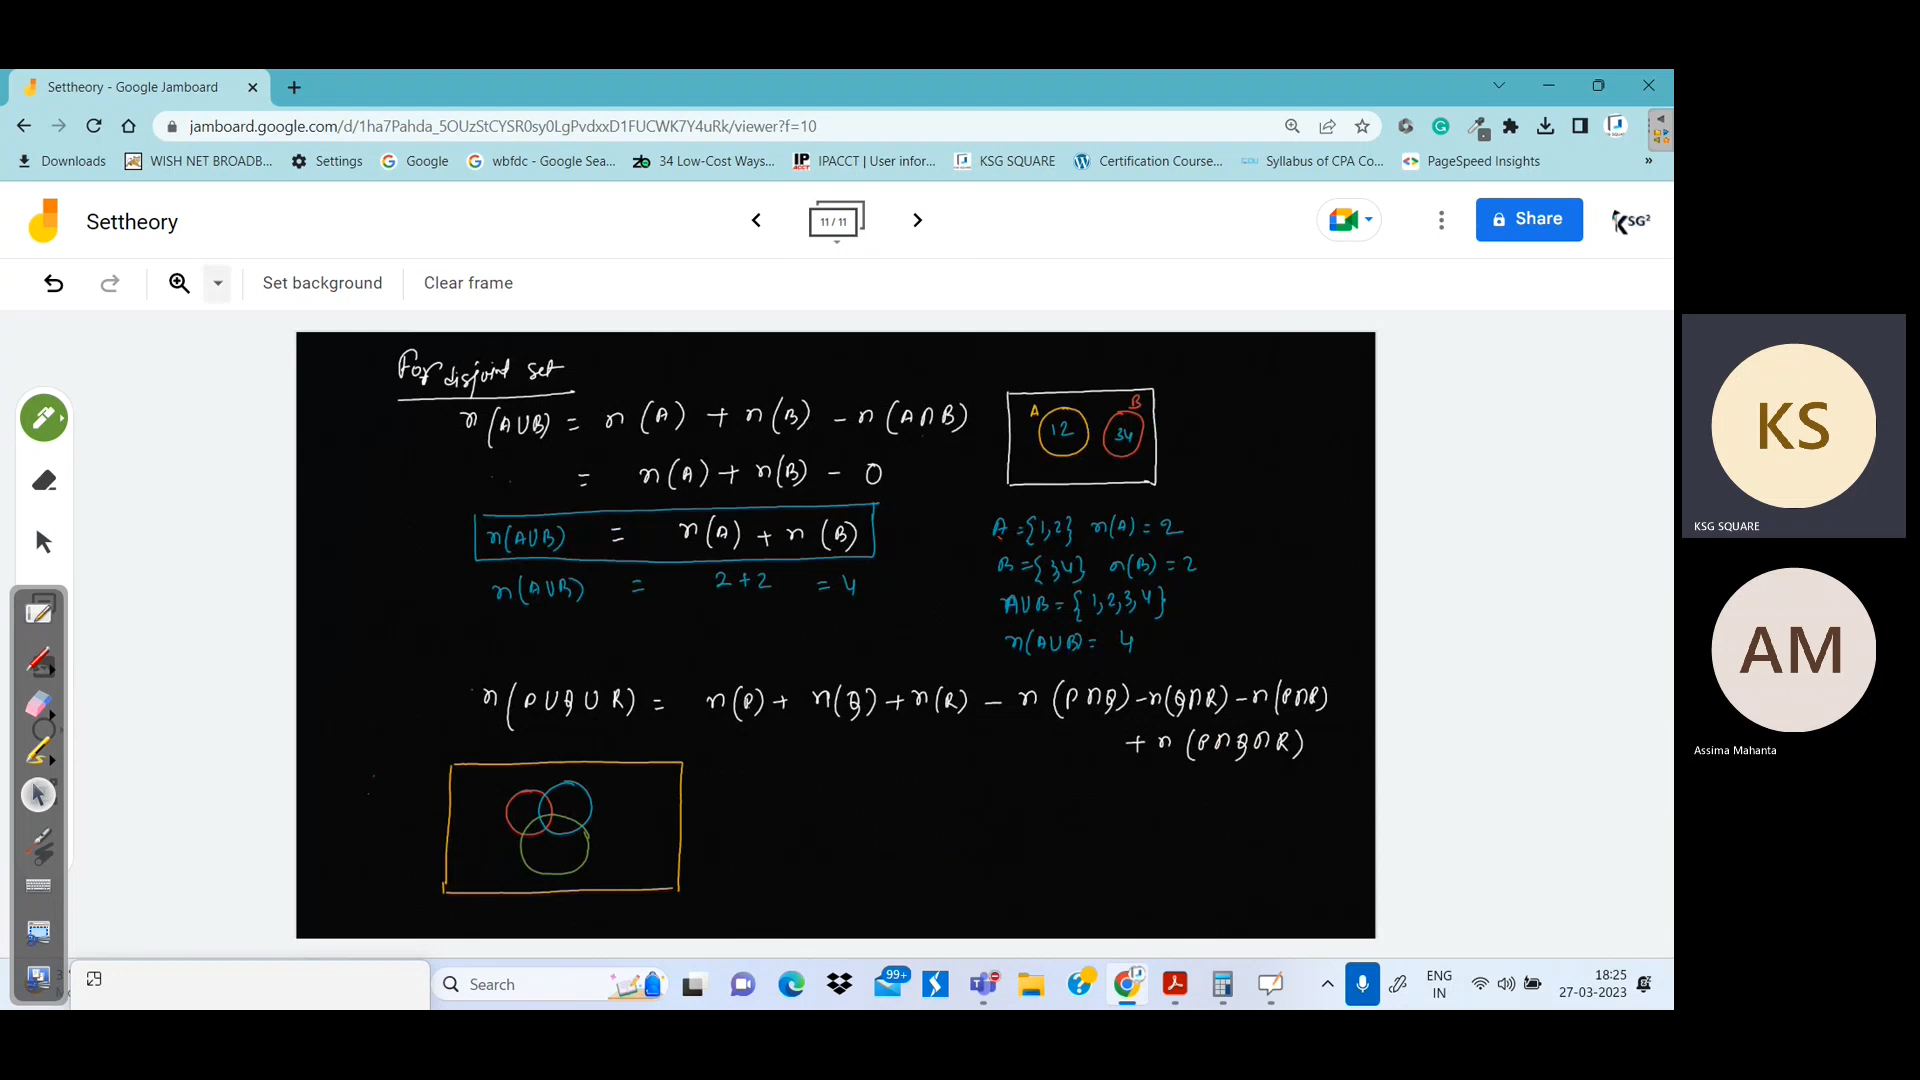 Settheory - Google Jamboard
jamboard.google.com/d/1ha7Pahda_5OUzStCYSR0sy0LgPvdxxD1FUCWK7Y4uRk/viewer?f=10
Downloads WISH NET BROADB... Settings Google wbfdc - Google Sea... 34 Low-Cost Ways... IPACCT | User infor... KSG SQUARE Certification Course... Syllabus of CPA Co... PageSpeed Insights »
Settheory
11 / 11
Share
KSG²
Set background Clear frame
For disjoint set
n(A∪B) = n(A) + n(B) - n(A∩B)
= n(A) + n(B) - 0
n(A∪B) = n(A) + n(B)
n(A∪B) = 2+2 = 4
A B
12 34
A = {1,2} n(A) = 2
B = {3,4} n(B) = 2
A∪B = {1,2,3,4}
n(A∪B) = 4
n(P∪Q∪R) = n(P) + n(Q) + n(R) - n(P∩Q) - n(Q∩R) - n(P∩R)
+ n(P∩Q∩R)
KS
KSG SQUARE
AM
Assima Mahanta
Search
99+
ENG
IN
18:25
27-03-2023